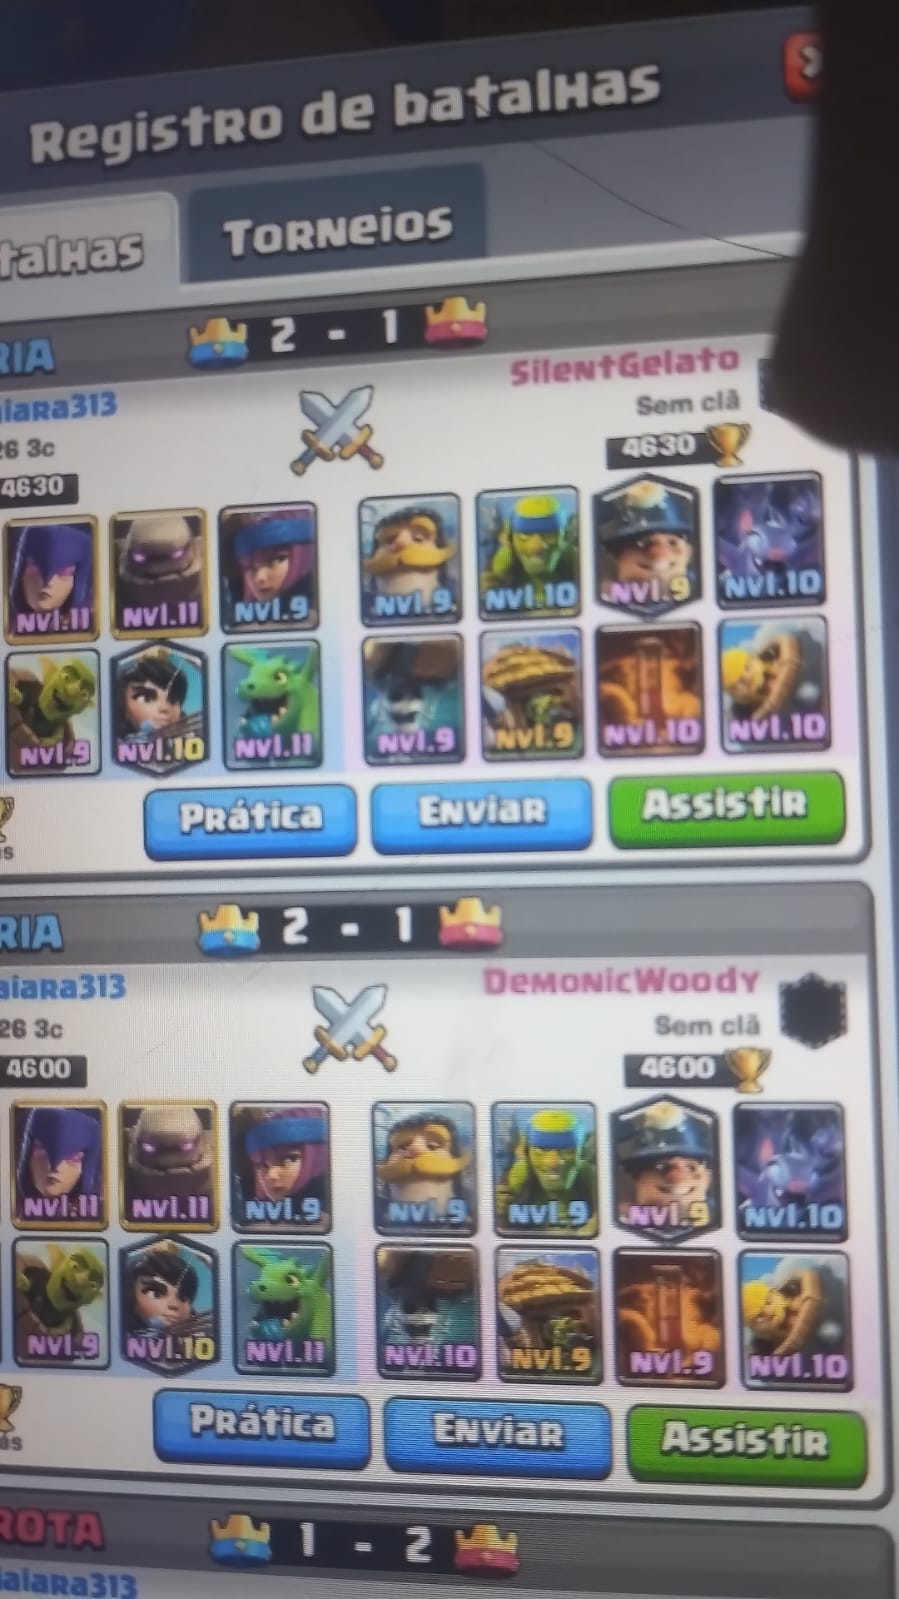 Registro de batalhas
talhas
Torneios
RIA
2 - 1
iara313
SilentGelato
26 3c
Sem clã
4630
4630
Nvl.11
Nvl.11
Nvl.9
Nvl.9
Nvl.10
Nvl.9
Nvl.10
Nvl.9
Nvl.10
Nvl.11
Nvl.9
Nvl.9
Nvl.10
Nvl.10
Prática
Enviar
Assistir
s
RIA
2 - 1
aiara313
DemonicWoody
26 3c
Sem clã
4600
4600
Nvl.11
Nvl.11
Nvl.9
Nvl.9
Nvl.9
Nvl.9
Nvl.10
Nvl.9
Nvl.10
Nvl.11
Nvl.10
Nvl.9
Nvl.9
Nvl.10
Prática
Enviar
Assistir
as
ROTA
1 - 2
aiara313